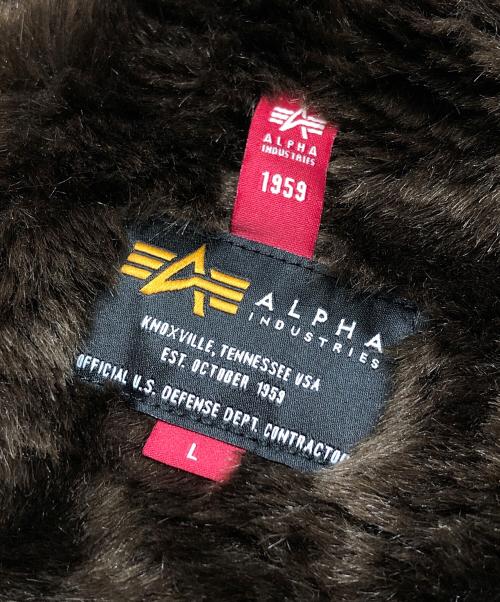 ALPHA
INDUSTRIES
1959
ALPHA
INDUSTRIES
KNOXVILLE, TENNESSEE USA
EST. OCTOBER 1959
OFFICIAL U.S. DEFENSE DEPT. CONTRACTOR
L